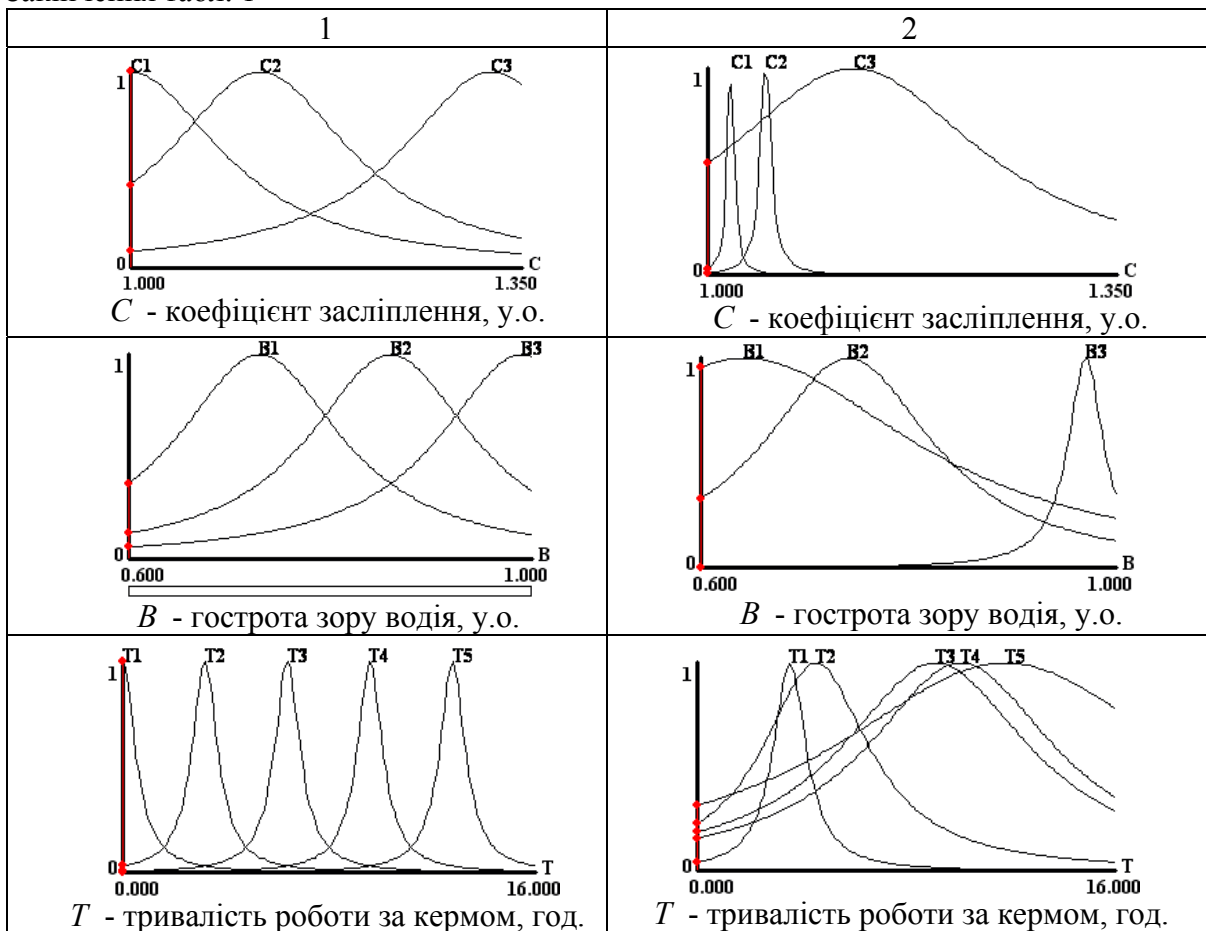 1 2
C1 C2 C3
1
0 C
1.000 1.350
C - коефіцієнт засліплення, у.о.
C1 C2 C3
1
0 C
1.000 1.350
C - коефіцієнт засліплення, у.о.
B1 B2 B3
1
0 B
0.600 1.000
B - гострота зору водія, у.о.
B1 B2 B3
1
0 B
0.600 1.000
B - гострота зору водія, у.о.
T1 T2 T3 T4 T5
1
0 T
0.000 16.000
T - тривалість роботи за кермом, год.
T1 T2 T3 T4 T5
1
0 T
0.000 16.000
T - тривалість роботи за кермом, год.